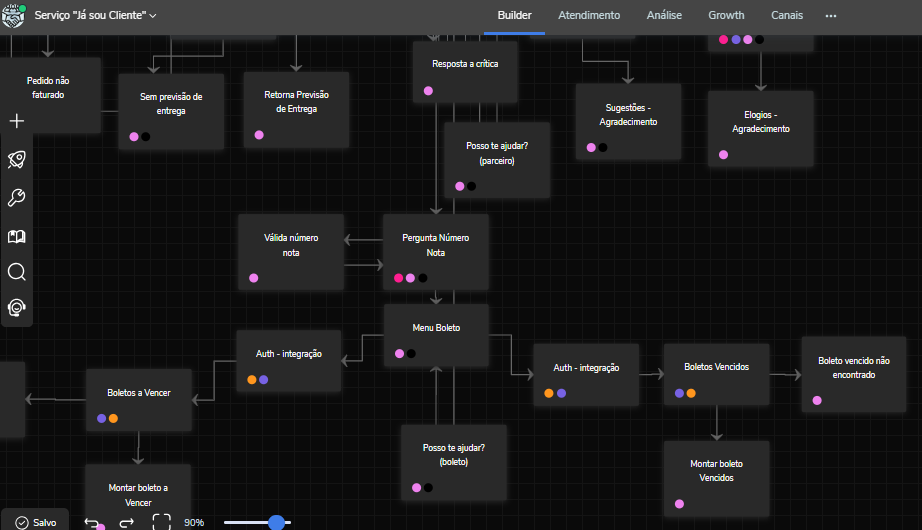 Serviço "Já sou Cliente"
Builder
Atendimento
Análise
Growth
Canais
Pedido não
faturado
Sem previsão de
entrega
Retorna Previsão
de Entrega
Resposta a crítica
Sugestões -
Agradecimento
Elogios -
Agradecimento
Posso te ajudar?
(parceiro)
Válida número
nota
Pergunta Número
Nota
Menu Boleto
Auth - integração
Auth - integração
Boletos Vencidos
Boleto vencido não
encontrado
Boletos a Vencer
Posso te ajudar?
(boleto)
Montar boleto
Vencidos
Montar boleto a
Vencer
Salvo
90%